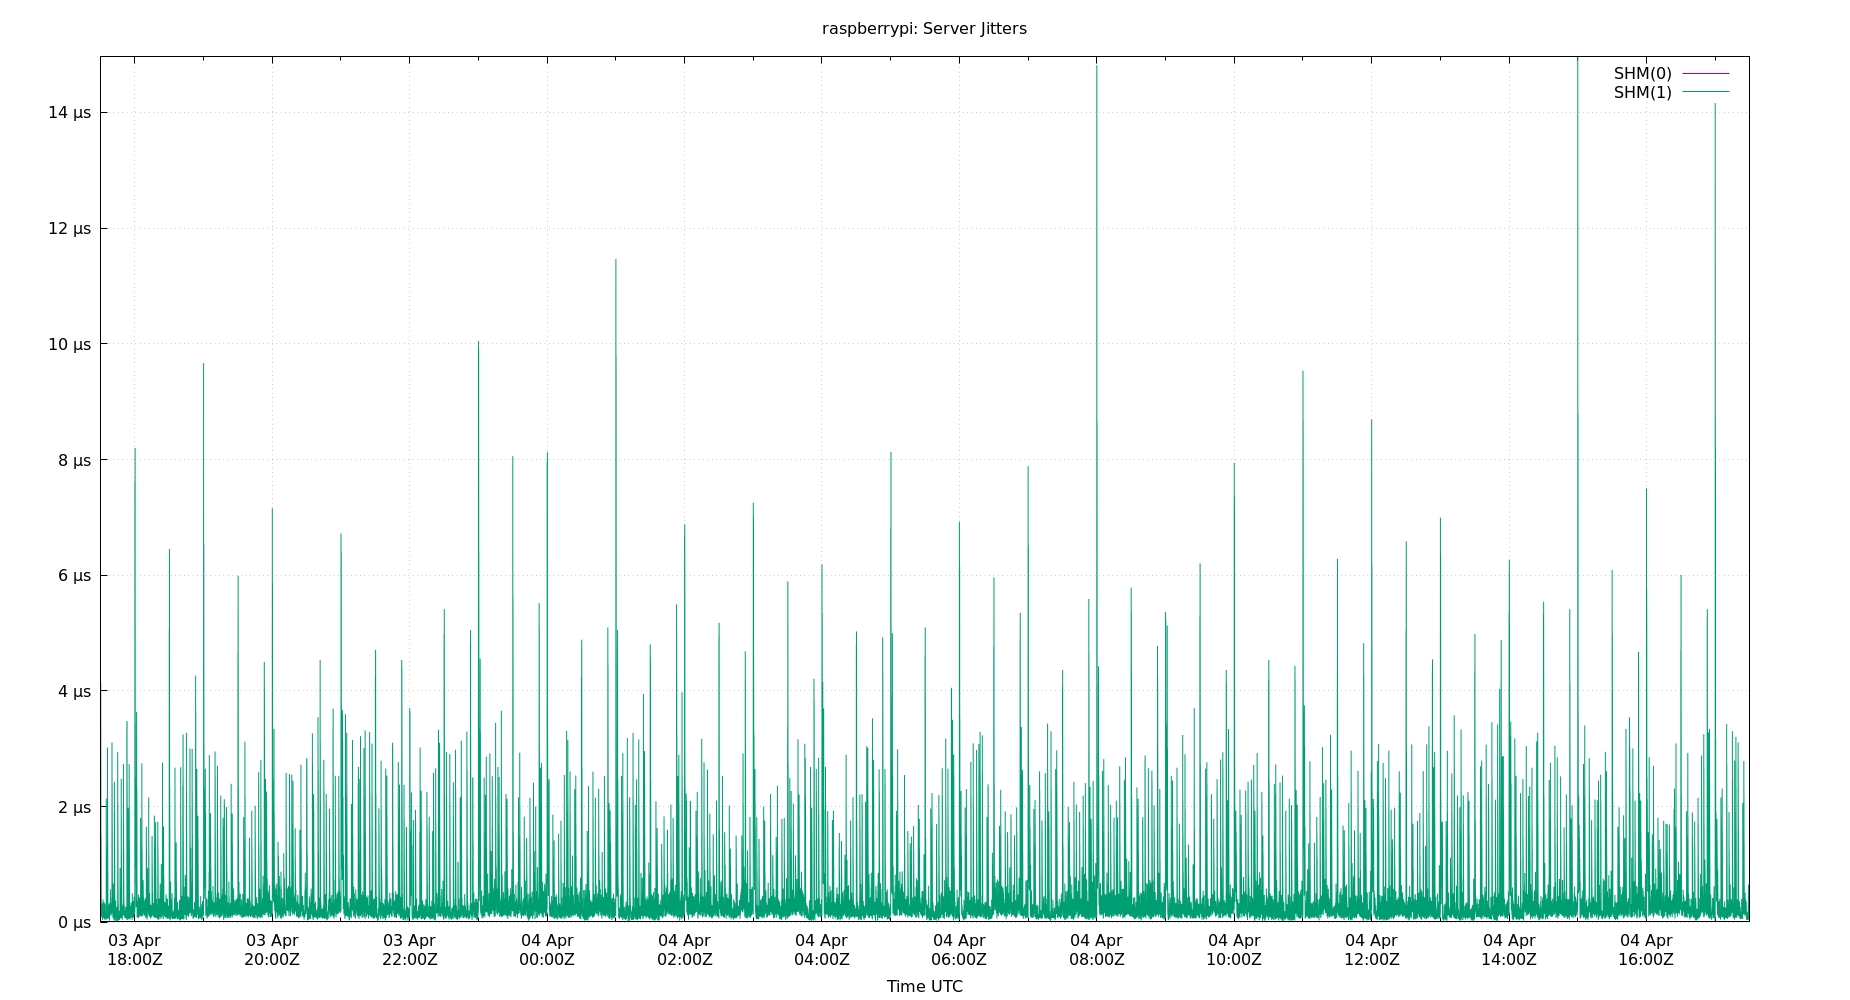 raspberrypi: Server Jitters
SHM(0)
SHM(1)
14 µs
12 µs
10 µs
8 µs
6 µs
4 µs
2 µs
0 µs
03 Apr 03 Apr 03 Apr 04 Apr 04 Apr 04 Apr 04 Apr 04 Apr 04 Apr 04 Apr 04 Apr 04 Apr
18:00Z 20:00Z 22:00Z 00:00Z 02:00Z 04:00Z 06:00Z 08:00Z 10:00Z 12:00Z 14:00Z 16:00Z
Time UTC